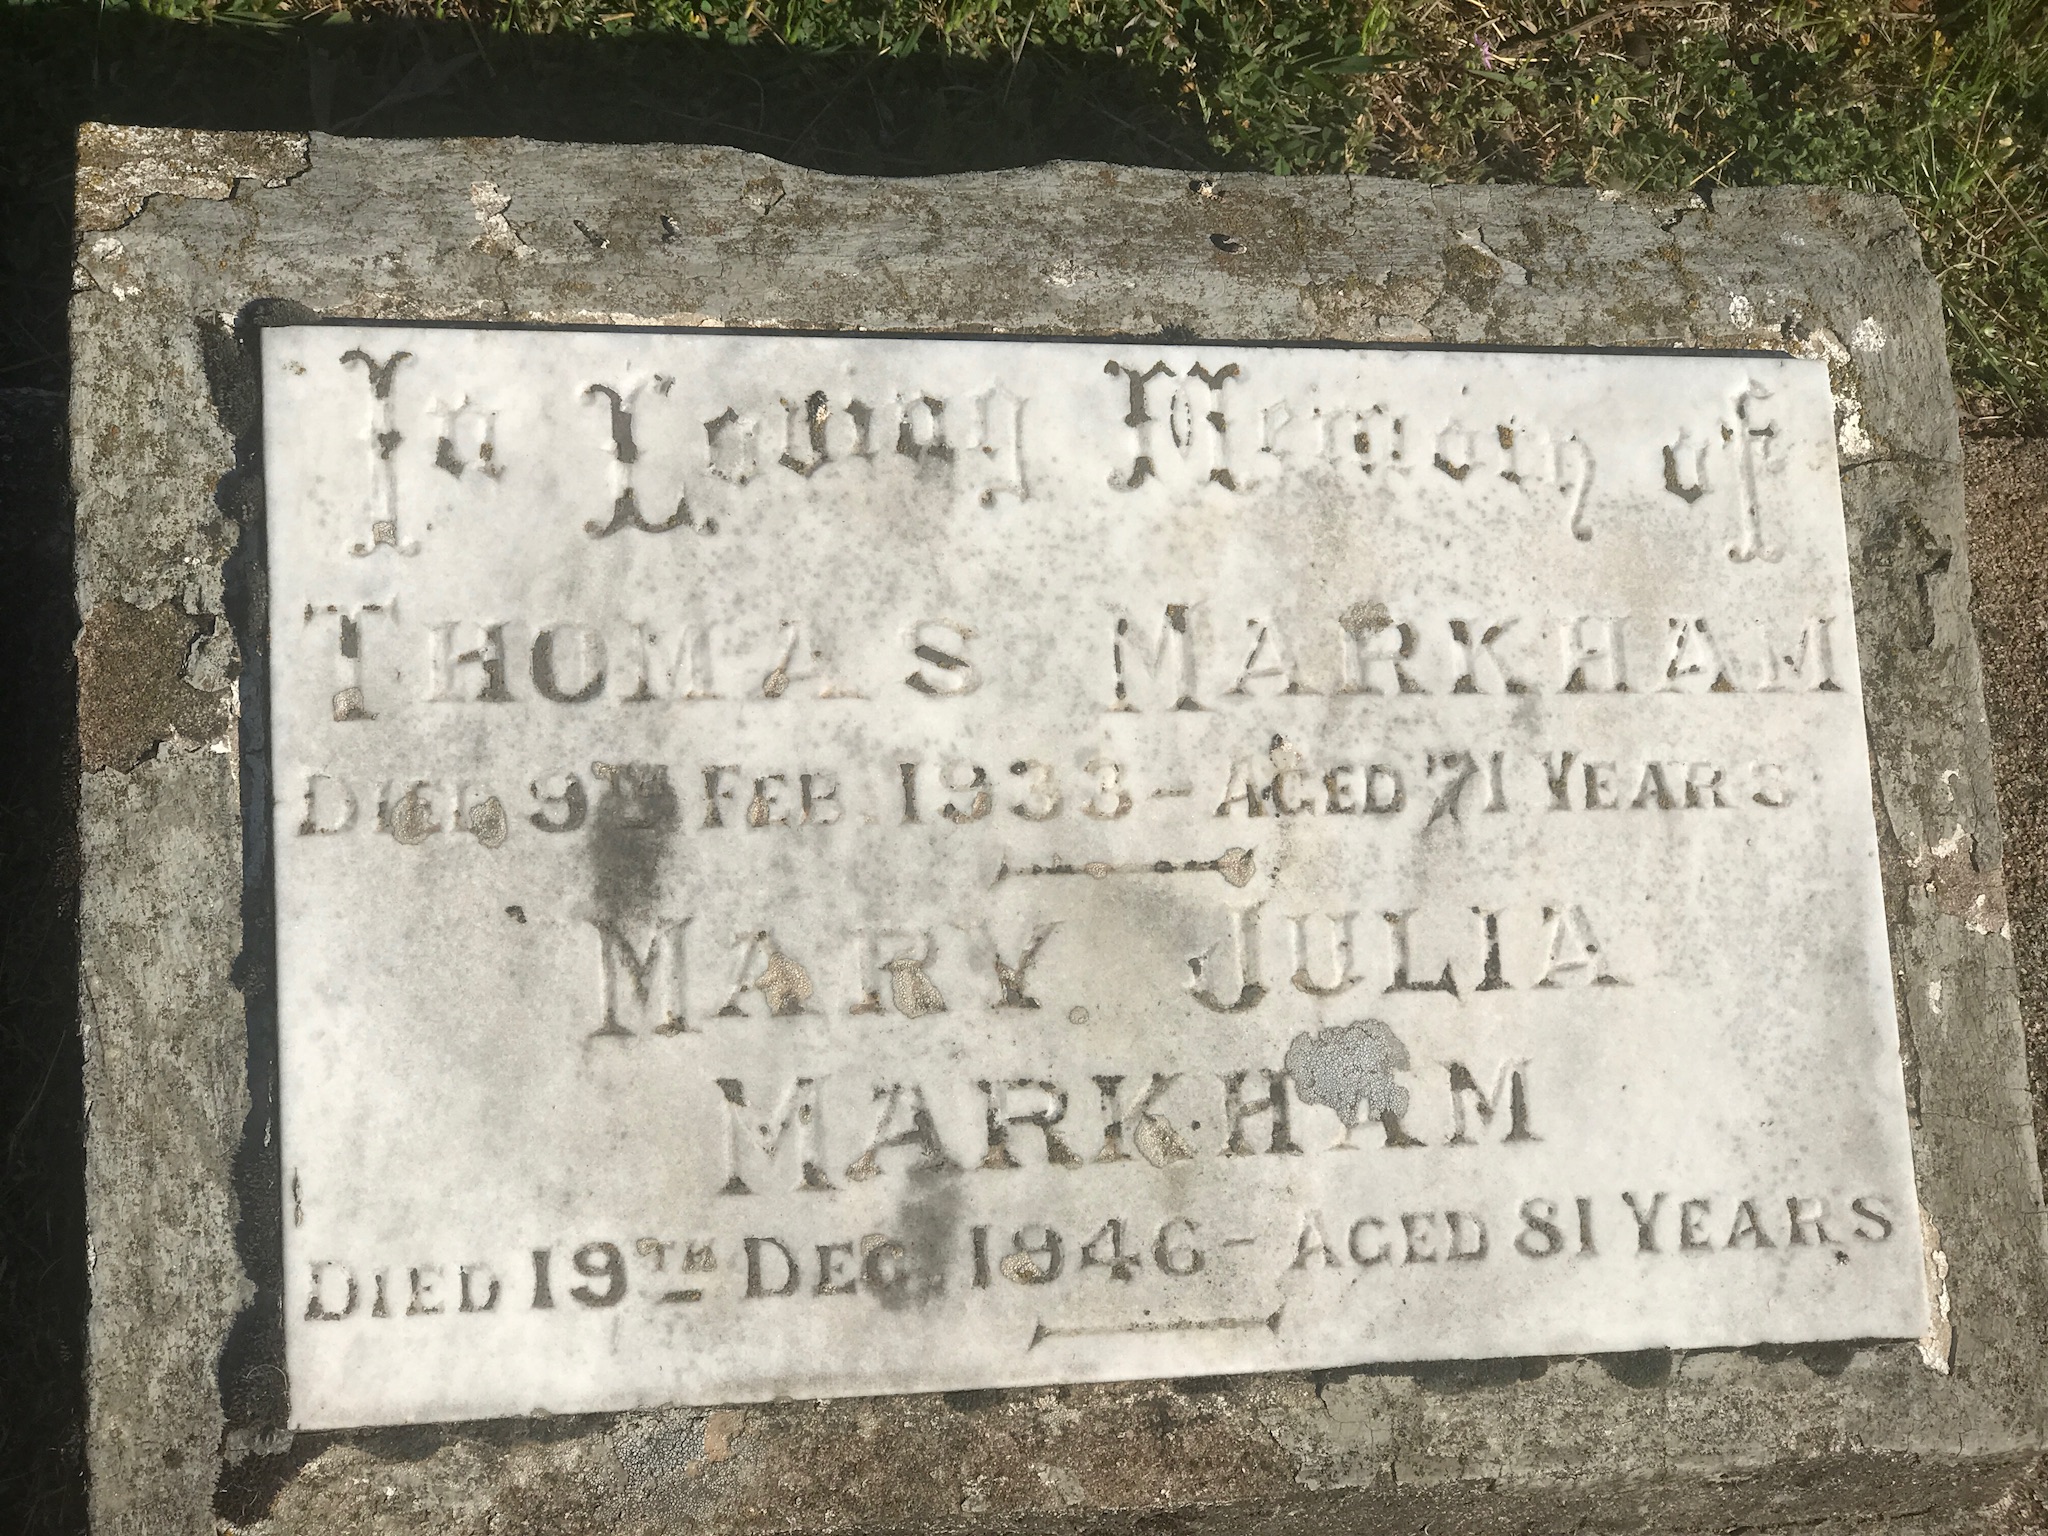 In Loving Memory of
THOMAS MARKHAM
DIED 9TH FEB. 1933 - AGED 71 YEARS
MARY JULIA
MARKHAM
DIED 19TH DEC. 1946 - AGED 81 YEARS